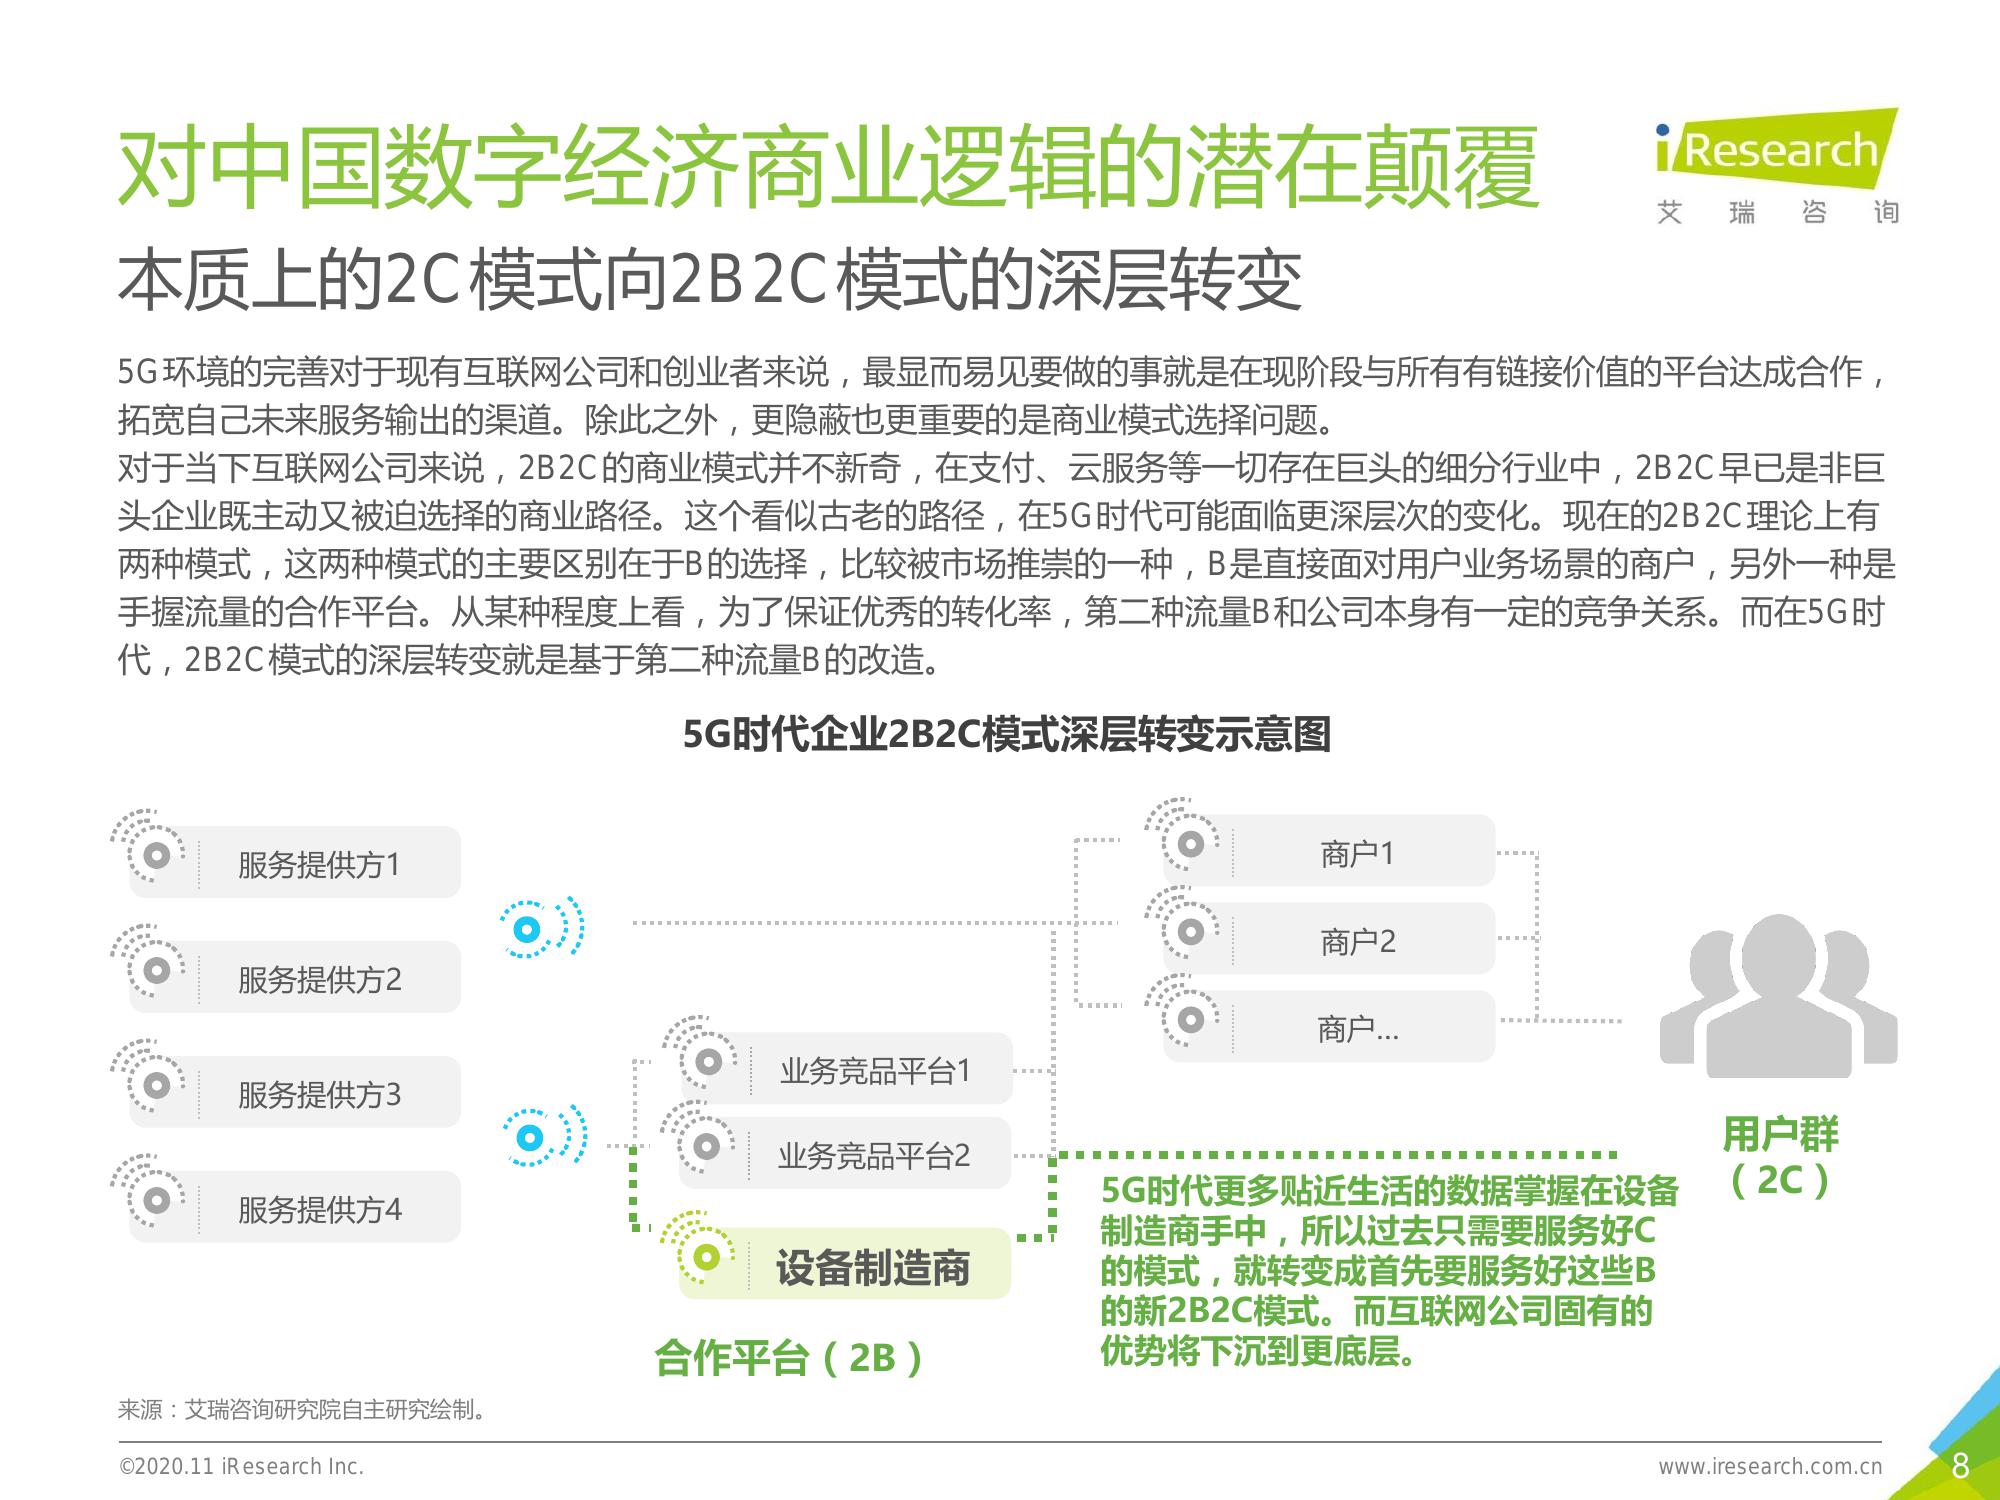 对中国数字经济商业逻辑的潜在颠覆
iResearch
艾瑞咨询
本质上的2C模式向2B2C模式的深层转变
5G环境的完善对于现有互联网公司和创业者来说，最显而易见要做的事就是在现阶段与所有有链接价值的平台达成合作，
拓宽自己未来服务输出的渠道。除此之外，更隐蔽也更重要的是商业模式选择问题。
对于当下互联网公司来说，2B2C的商业模式并不新奇，在支付、云服务等一切存在巨头的细分行业中，2B2C早已是非巨
头企业既主动又被迫选择的商业路径。这个看似古老的路径，在5G时代可能面临更深层次的变化。现在的2B2C理论上有
两种模式，这两种模式的主要区别在于B的选择，比较被市场推崇的一种，B是直接面对用户业务场景的商户，另外一种是
手握流量的合作平台。从某种程度上看，为了保证优秀的转化率，第二种流量B和公司本身有一定的竞争关系。而在5G时
代，2B2C模式的深层转变就是基于第二种流量B的改造。
5G时代企业2B2C模式深层转变示意图
服务提供方1
服务提供方2
服务提供方3
服务提供方4
业务竞品平台1
业务竞品平台2
设备制造商
合作平台（2B）
商户1
商户2
商户...
用户群
（2C）
5G时代更多贴近生活的数据掌握在设备
制造商手中，所以过去只需要服务好C
的模式，就转变成首先要服务好这些B
的新2B2C模式。而互联网公司固有的
优势将下沉到更底层。
来源：艾瑞咨询研究院自主研究绘制。
©2020.11 iResearch Inc.
www.iresearch.com.cn
8